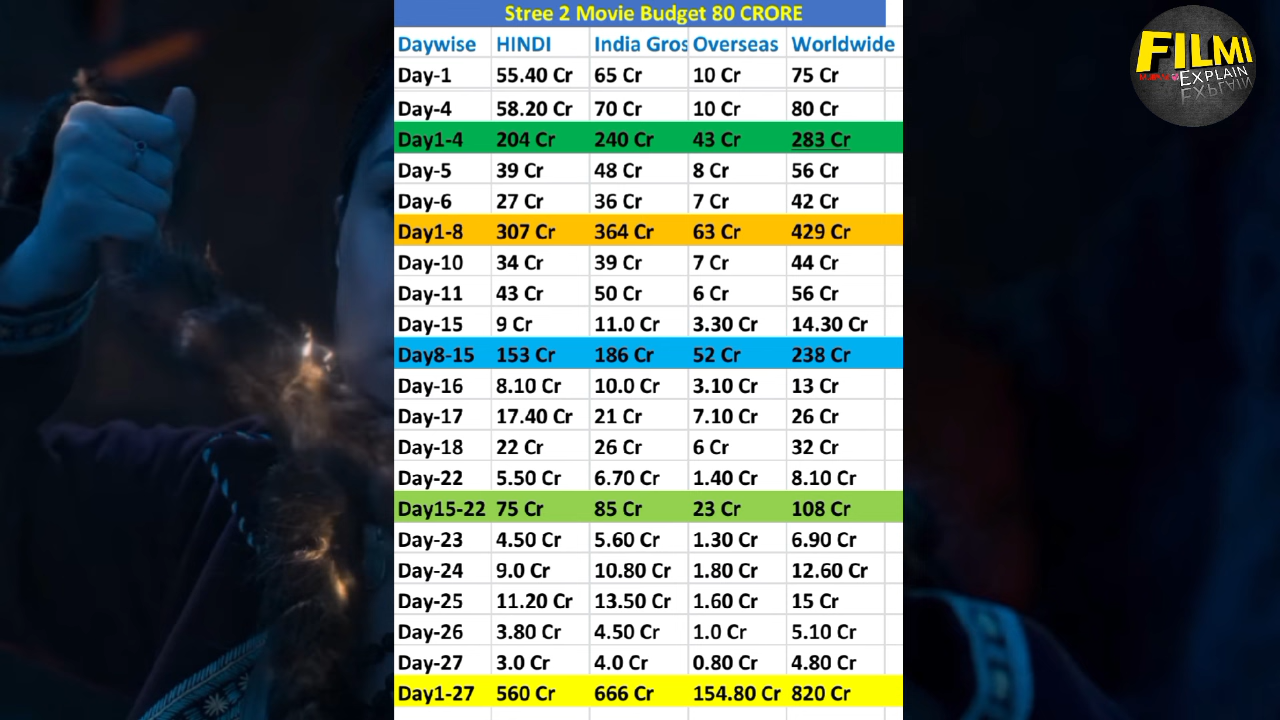 Stree 2 Movie Budget 80 CRORE
Daywise HINDI India Gros Overseas Worldwide
Day-1 55.40 Cr 65 Cr 10 Cr 75 Cr
Day-4 58.20 Cr 70 Cr 10 Cr 80 Cr
Day1-4 204 Cr 240 Cr 43 Cr 283 Cr
Day-5 39 Cr 48 Cr 8 Cr 56 Cr
Day-6 27 Cr 36 Cr 7 Cr 42 Cr
Day1-8 307 Cr 364 Cr 63 Cr 429 Cr
Day-10 34 Cr 39 Cr 7 Cr 44 Cr
Day-11 43 Cr 50 Cr 6 Cr 56 Cr
Day-15 9 Cr 11.0 Cr 3.30 Cr 14.30 Cr
Day8-15 153 Cr 186 Cr 52 Cr 238 Cr
Day-16 8.10 Cr 10.0 Cr 3.10 Cr 13 Cr
Day-17 17.40 Cr 21 Cr 7.10 Cr 26 Cr
Day-18 22 Cr 26 Cr 6 Cr 32 Cr
Day-22 5.50 Cr 6.70 Cr 1.40 Cr 8.10 Cr
Day15-22 75 Cr 85 Cr 23 Cr 108 Cr
Day-23 4.50 Cr 5.60 Cr 1.30 Cr 6.90 Cr
Day-24 9.0 Cr 10.80 Cr 1.80 Cr 12.60 Cr
Day-25 11.20 Cr 13.50 Cr 1.60 Cr 15 Cr
Day-26 3.80 Cr 4.50 Cr 1.0 Cr 5.10 Cr
Day-27 3.0 Cr 4.0 Cr 0.80 Cr 4.80 Cr
Day1-27 560 Cr 666 Cr 154.80 Cr 820 Cr
FILMI
EXPLAIN